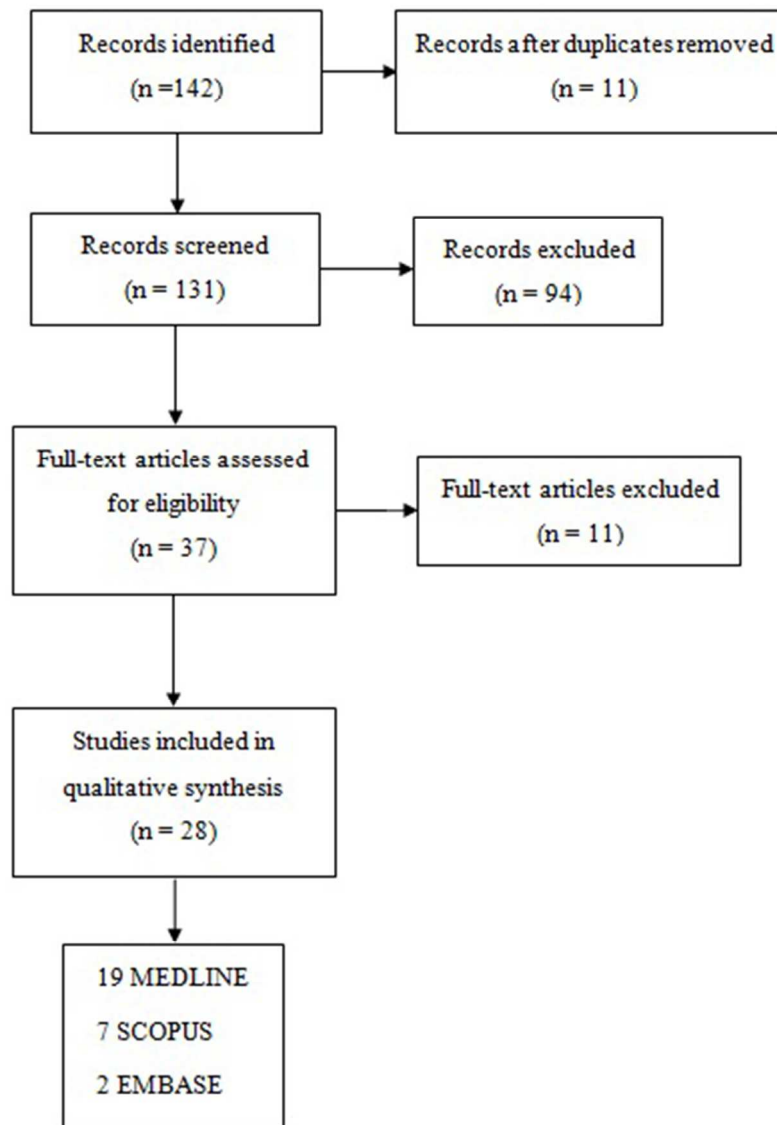 Records identified
(n =142)
Records after duplicates removed
(n = 11)
Records screened
(n = 131)
Records excluded
(n = 94)
Full-text articles assessed
for eligibility
(n = 37)
Full-text articles excluded
(n = 11)
Studies included in
qualitative synthesis
(n = 28)
19 MEDLINE
7 SCOPUS
2 EMBASE